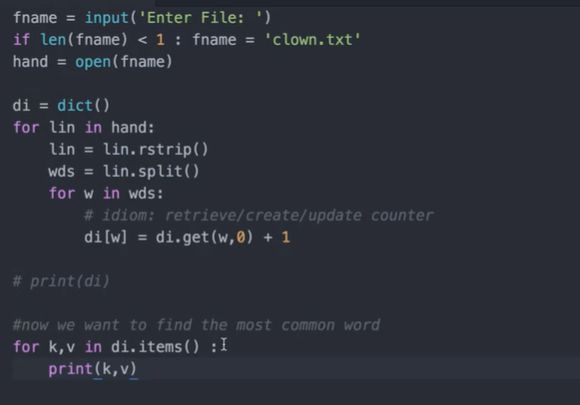 fname = input('Enter File: ')
if len(fname) < 1 : fname = 'clown.txt'
hand = open(fname)
di = dict()
for lin in hand:
    lin = lin.rstrip()
    wds = lin.split()
    for w in wds:
        # idiom: retrieve/create/update counter
        di[w] = di.get(w,0) + 1
# print(di)
#now we want to find the most common word
for k,v in di.items() :
    print(k,v)